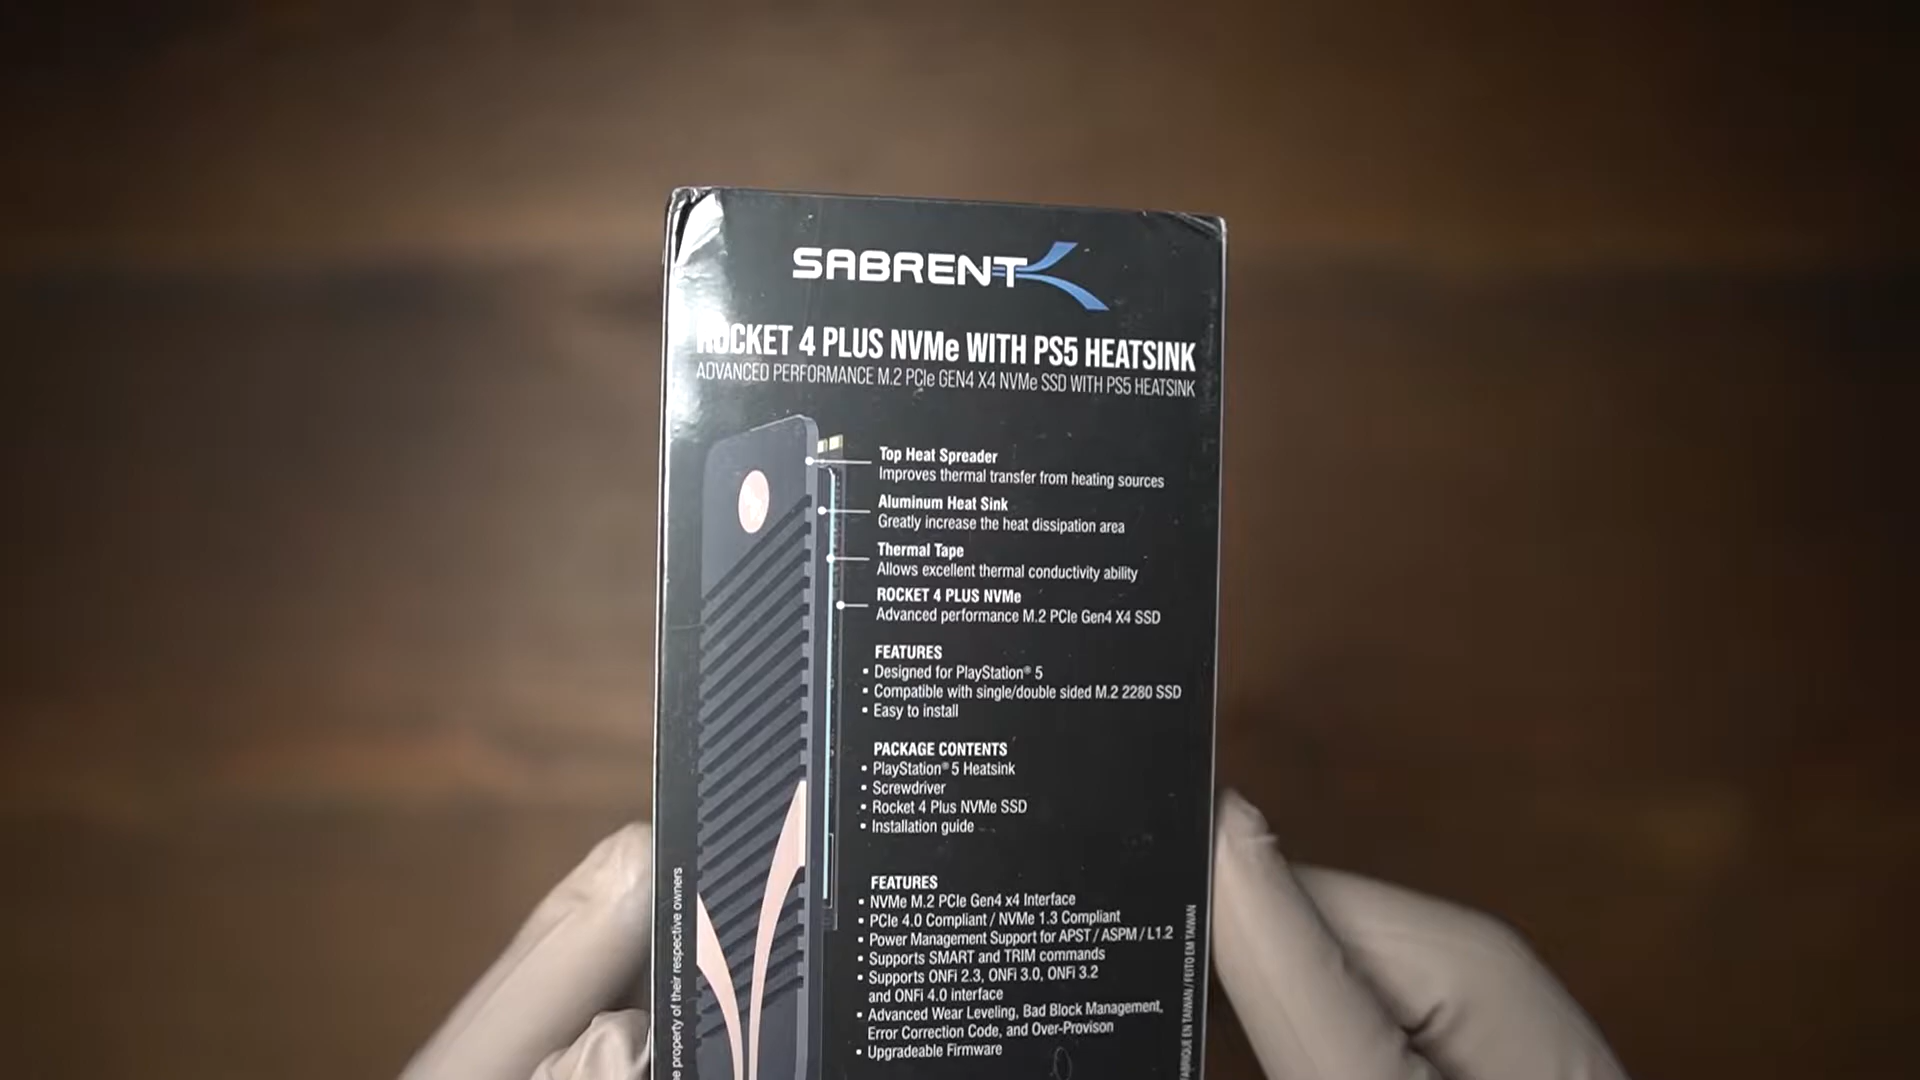 SABRENT
ROCKET 4 PLUS NVMe WITH PS5 HEATSINK
ADVANCED PERFORMANCE M.2 PCIe GEN4 X4 NVMe SSD WITH PS5 HEATSINK
Top Heat Spreader
Improves thermal transfer from heating sources
Aluminum Heat Sink
Greatly increase the heat dissipation area
Thermal Tape
Allows excellent thermal conductivity ability
ROCKET 4 PLUS NVMe
Advanced performance M.2 PCIe Gen4 X4 SSD
FEATURES
• Designed for PlayStation® 5
• Compatible with single/double sided M.2 2280 SSD
• Easy to install
PACKAGE CONTENTS
• PlayStation® 5 Heatsink
• Screwdriver
• Rocket 4 Plus NVMe SSD
• Installation guide
FEATURES
• NVMe M.2 PCIe Gen4 x4 Interface
• PCIe 4.0 Compliant / NVMe 1.3 Compliant
• Power Management Support for APST / ASPM / L1.2
• Supports SMART and TRIM commands
• Supports ONFi 2.3, ONFi 3.0, ONFi 3.2
and ONFi 4.0 interface
• Advanced Wear Leveling, Bad Block Management,
Error Correction Code, and Over-Provison
• Upgradeable Firmware
property of their respective owners
EN TAIWAN / FEITO EM TAIWAN